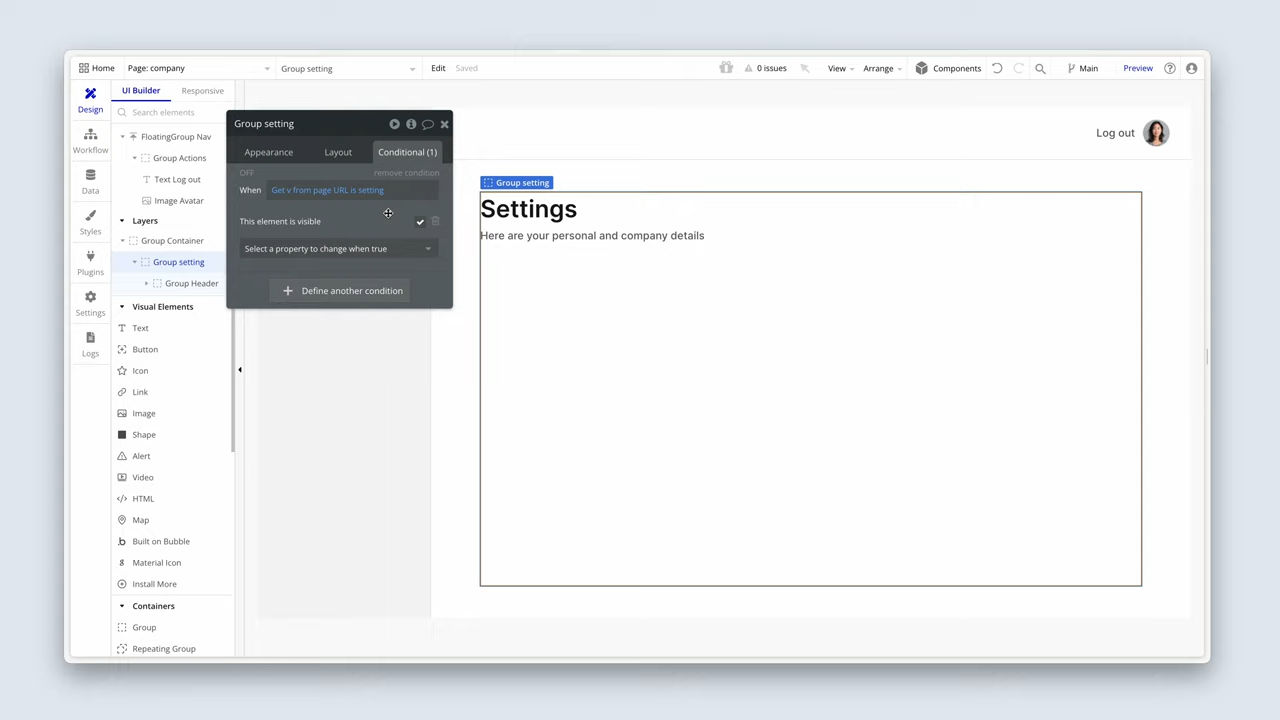 Home
Page: company
Group setting
Edit
Saved
0 issues
View
Arrange
Components
Main
Preview
Design
Workflow
Data
Styles
Plugins
Settings
Logs
UI Builder
Responsive
Search elements
FloatingGroup Nav
Group Actions
Text Log out
Image Avatar
Layers
Group Container
Group setting
Group Header
Visual Elements
Text
Button
Icon
Link
Image
Shape
Alert
Video
HTML
Map
Built on Bubble
Material Icon
Install More
Containers
Group
Repeating Group
Group setting
Appearance
Layout
Conditional (1)
OFF
remove condition
When
Get v from page URL is setting
This element is visible
Select a property to change when true
Define another condition
Log out
Group setting
Settings
Here are your personal and company details